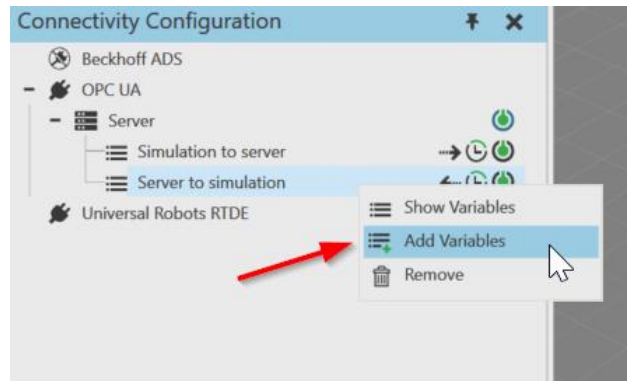 Connectivity Configuration
Beckhoff ADS
OPC UA
Server
Simulation to server
Server to simulation
Universal Robots RTDE
Show Variables
Add Variables
Remove